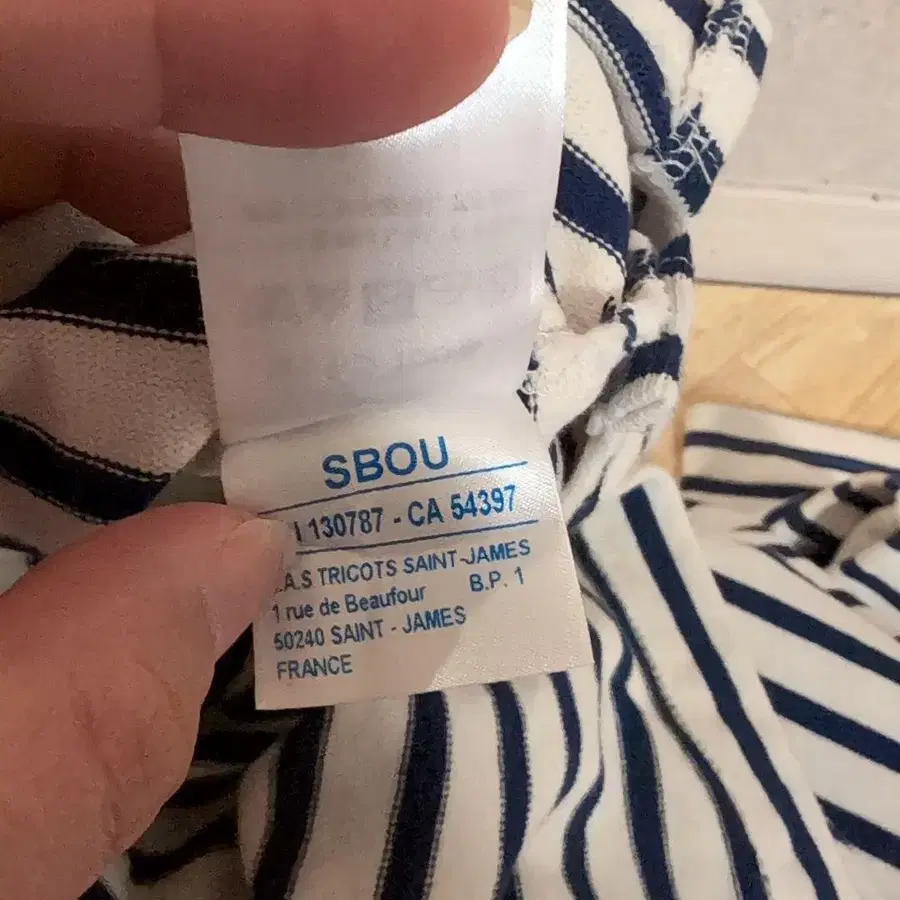 SBOU
130787 - CA 54397
A.S TRICOTS SAINT-JAMES
1 rue de Beaufour B.P. 1
50240 SAINT - JAMES
FRANCE